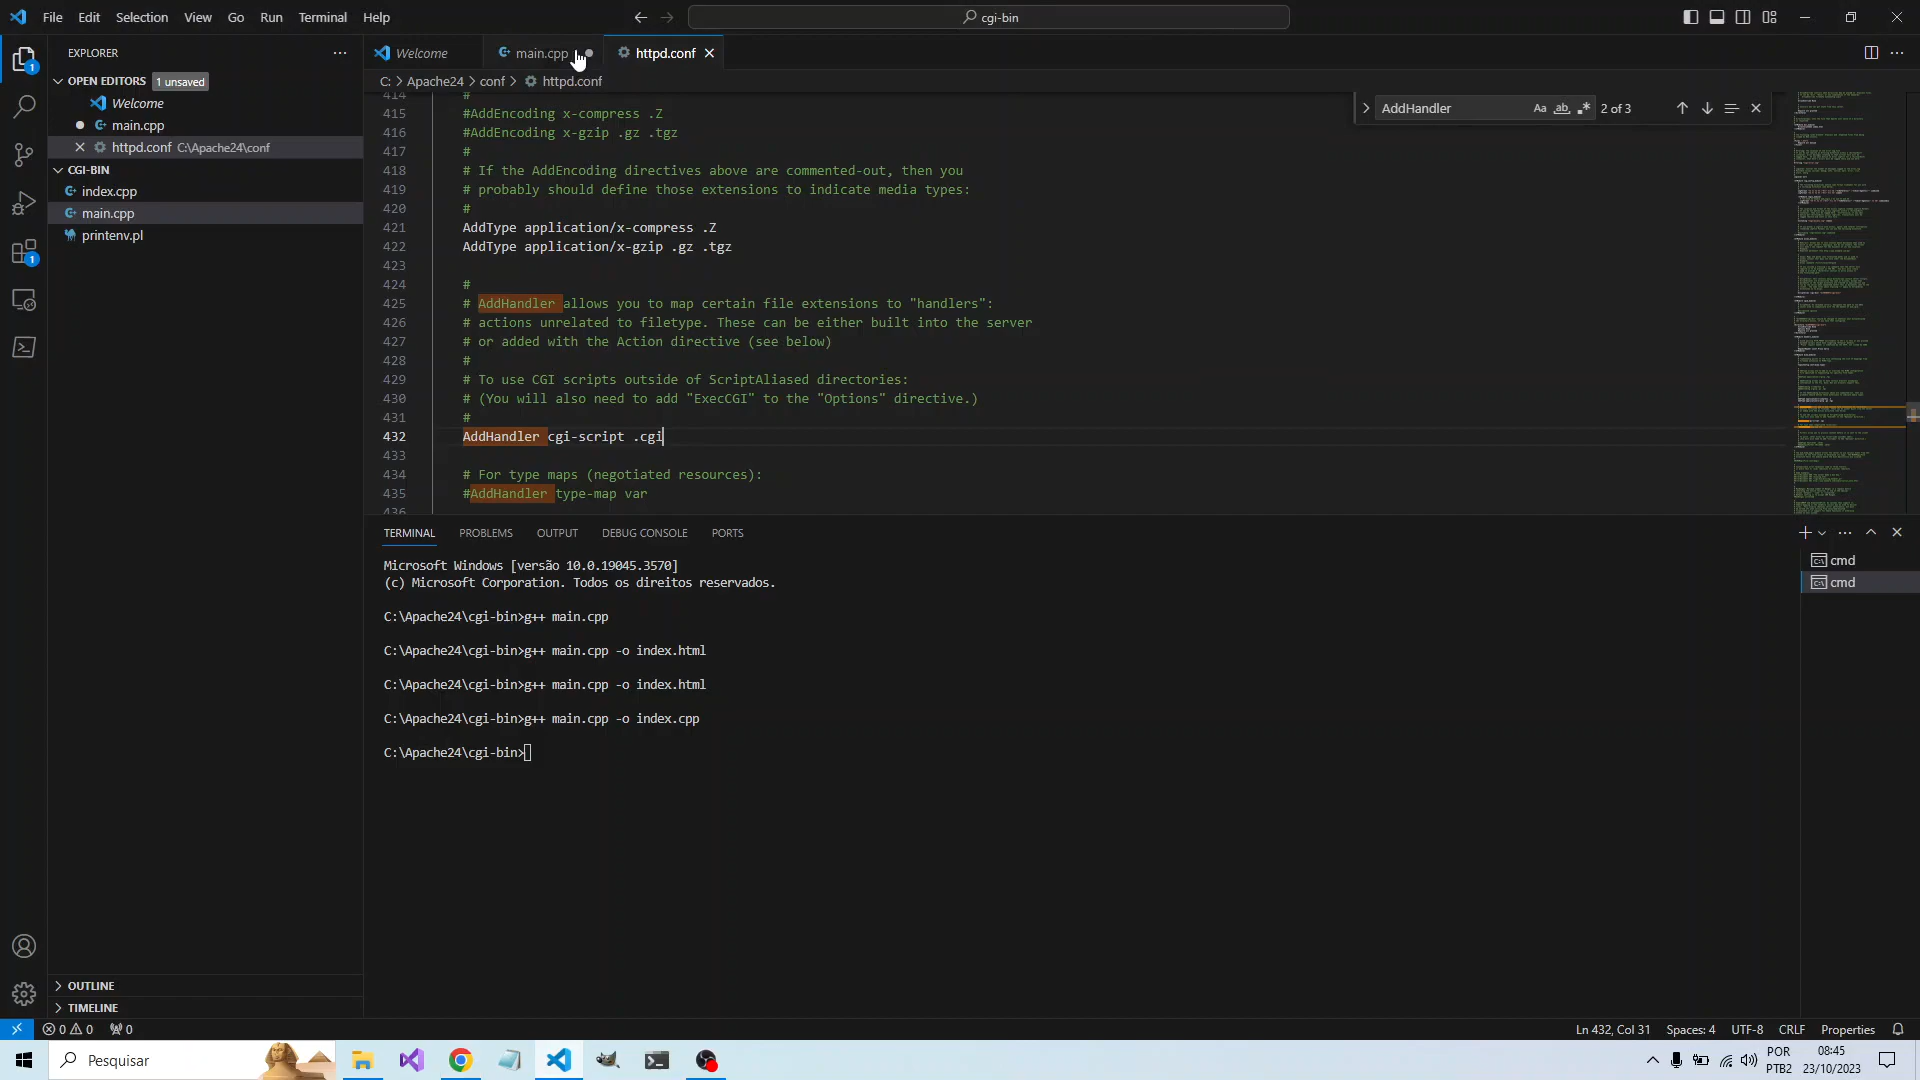 File Edit Selection View Go Run Terminal Help
cgi-bin
EXPLORER
OPEN EDITORS 1 unsaved
Welcome
main.cpp
httpd.conf C:\Apache24\conf
CGI-BIN
index.cpp
main.cpp
printenv.pl
OUTLINE
TIMELINE
Welcome main.cpp httpd.conf
C: > Apache24 > conf > httpd.conf
AddHandler Aa ab 2 of 3
414 #
415 #AddEncoding x-compress .Z
416 #AddEncoding x-gzip .gz .tgz
417 #
418 # If the AddEncoding directives above are commented-out, then you
419 # probably should define those extensions to indicate media types:
420 #
421 AddType application/x-compress .Z
422 AddType application/x-gzip .gz .tgz
423
424 #
425 # AddHandler allows you to map certain file extensions to "handlers":
426 # actions unrelated to filetype. These can be either built into the server
427 # or added with the Action directive (see below)
428 #
429 # To use CGI scripts outside of ScriptAliased directories:
430 # (You will also need to add "ExecCGI" to the "Options" directive.)
431 #
432 AddHandler cgi-script .cgi
433
434 # For type maps (negotiated resources):
435 #AddHandler type-map var
436
TERMINAL PROBLEMS OUTPUT DEBUG CONSOLE PORTS
cmd
cmd
Microsoft Windows [versão 10.0.19045.3570]
(c) Microsoft Corporation. Todos os direitos reservados.
C:\Apache24\cgi-bin>g++ main.cpp
C:\Apache24\cgi-bin>g++ main.cpp -o index.html
C:\Apache24\cgi-bin>g++ main.cpp -o index.html
C:\Apache24\cgi-bin>g++ main.cpp -o index.cpp
C:\Apache24\cgi-bin>
0 0 0
Ln 432, Col 31 Spaces: 4 UTF-8 CRLF Properties
Pesquisar
POR
PTB2
08:45
23/10/2023